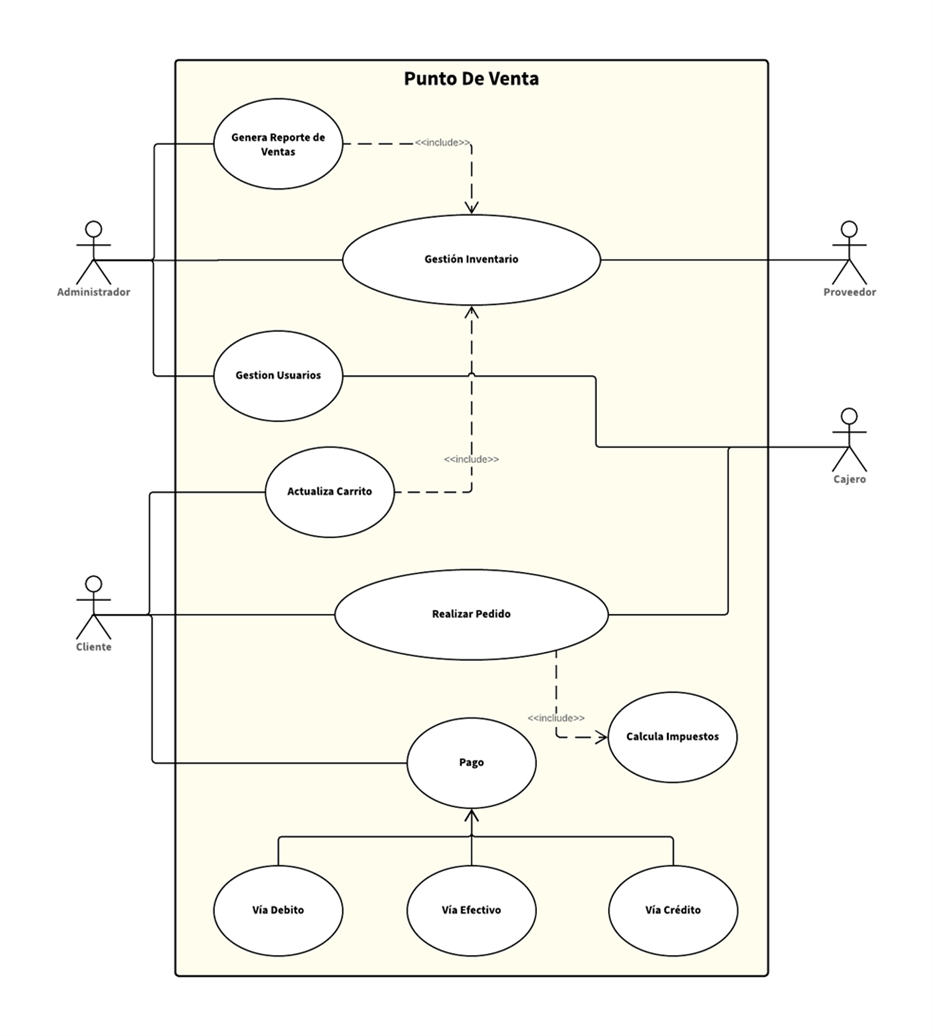 Punto De Venta
Genera Reporte de
Ventas
<<include>>
Gestión Inventario
Administrador
Proveedor
Gestion Usuarios
<<include>>
Cajero
Actualiza Carrito
Realizar Pedido
Cliente
<<incliude>>
Calcula Impuestos
Pago
Vía Debito
Vía Efectivo
Vía Crédito